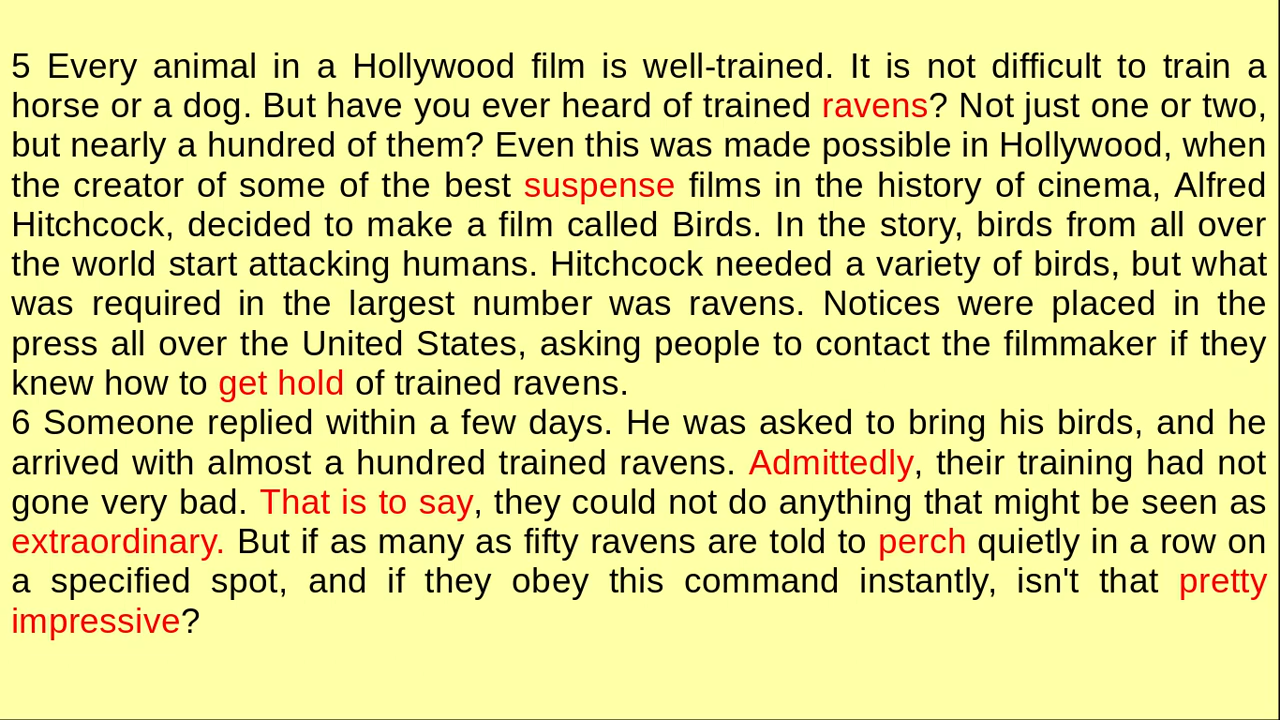 5 Every animal in a Hollywood film is well-trained. It is not difficult to train a
horse or a dog. But have you ever heard of trained ravens? Not just one or two,
but nearly a hundred of them? Even this was made possible in Hollywood, when
the creator of some of the best suspense films in the history of cinema, Alfred
Hitchcock, decided to make a film called Birds. In the story, birds from all over
the world start attacking humans. Hitchcock needed a variety of birds, but what
was required in the largest number was ravens. Notices were placed in the
press all over the United States, asking people to contact the filmmaker if they
knew how to get hold of trained ravens.
6 Someone replied within a few days. He was asked to bring his birds, and he
arrived with almost a hundred trained ravens. Admittedly, their training had not
gone very bad. That is to say, they could not do anything that might be seen as
extraordinary. But if as many as fifty ravens are told to perch quietly in a row on
a specified spot, and if they obey this command instantly, isn't that pretty
impressive?